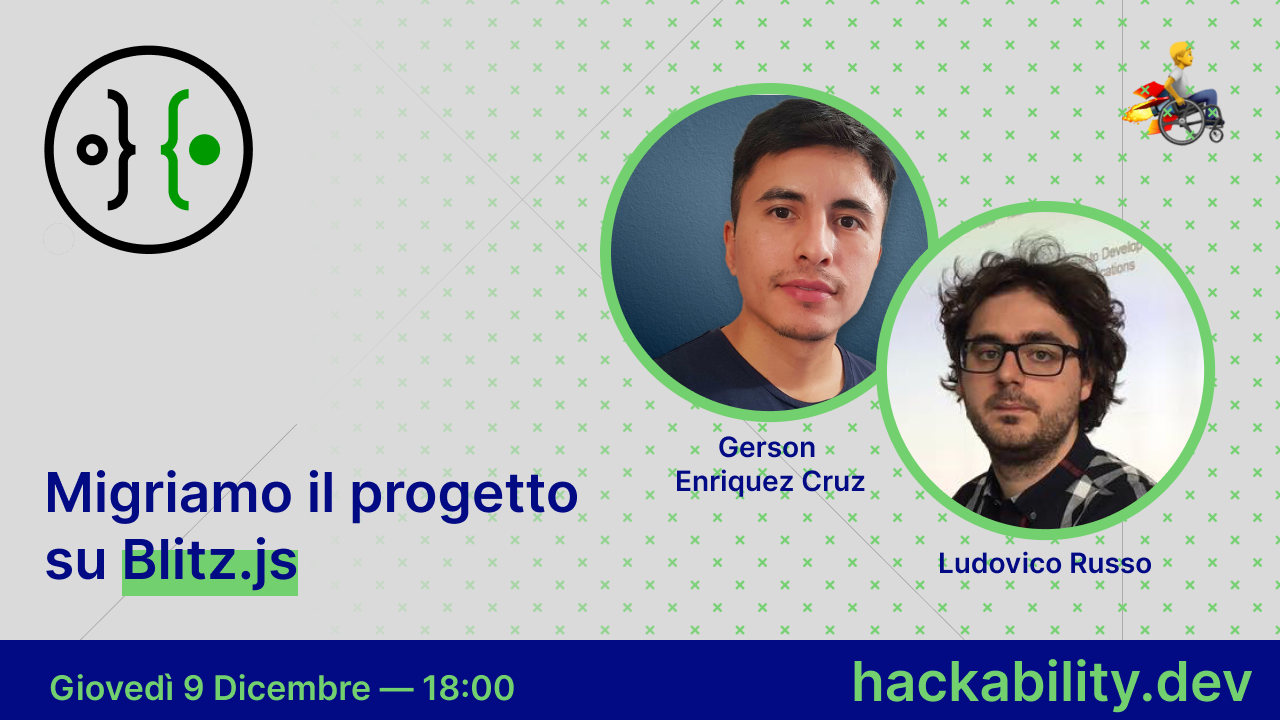 Migriamo il progetto
su Blitz.js
Gerson
Enriquez Cruz
Ludovico Russo
Giovedì 9 Dicembre — 18:00
hackability.dev